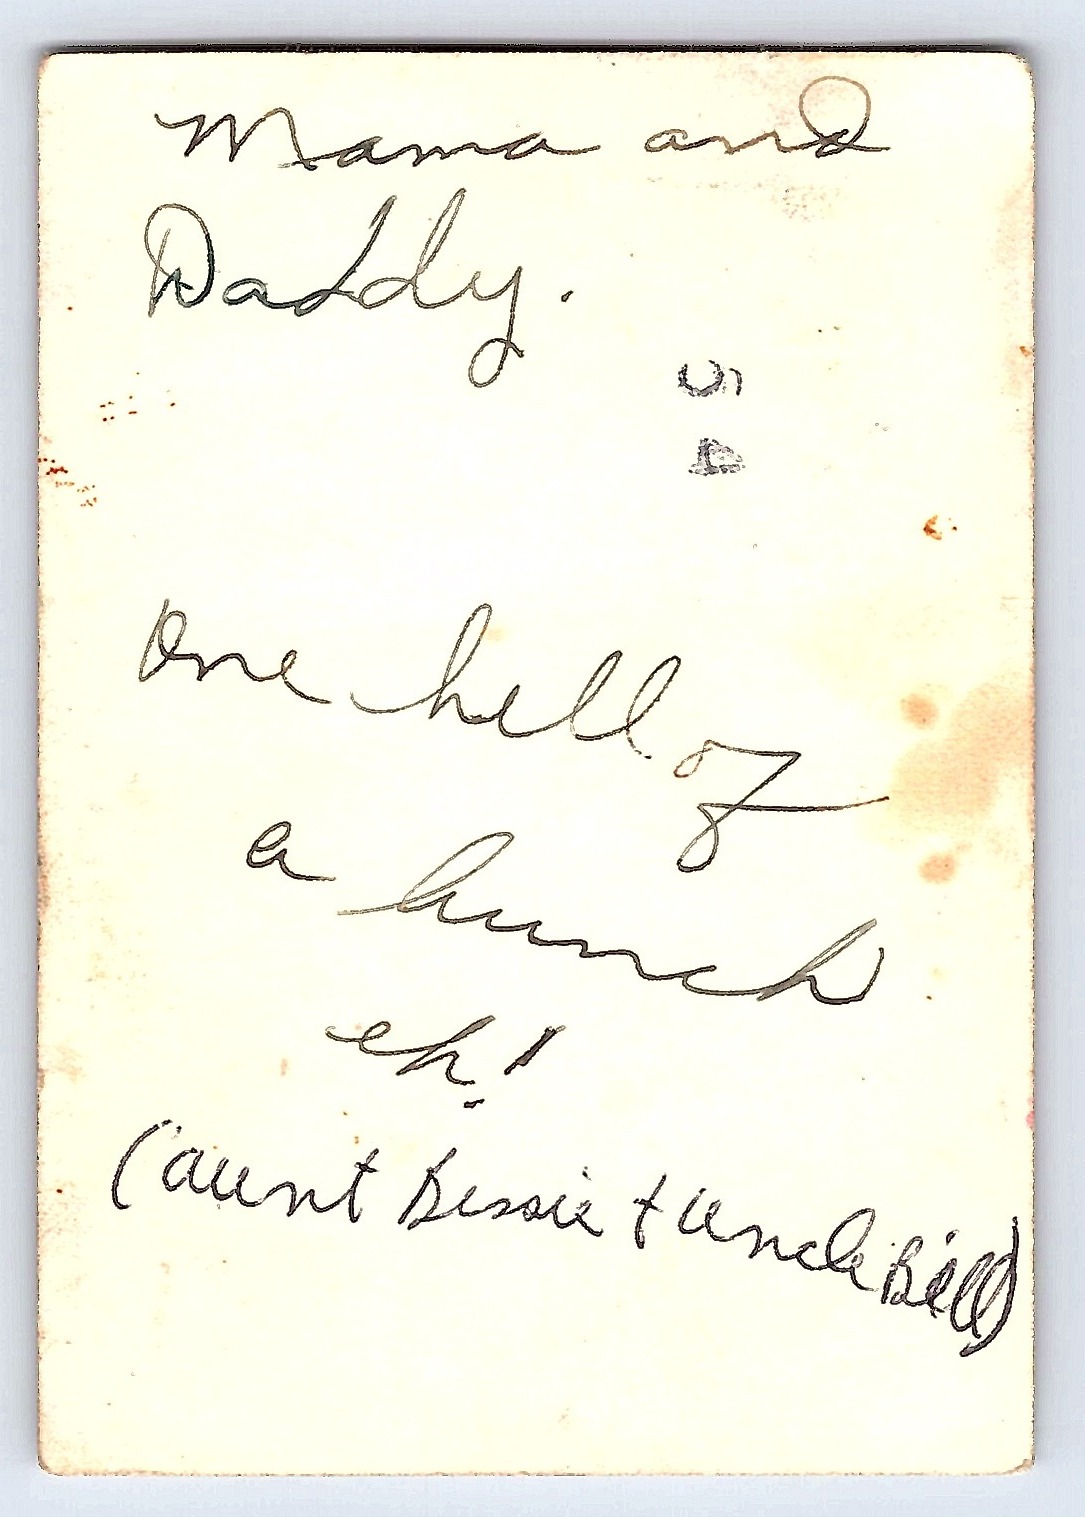 Mama and
Daddy.
One hell of
a bunch
eh!
(aunt Bessie + Uncle Bill)